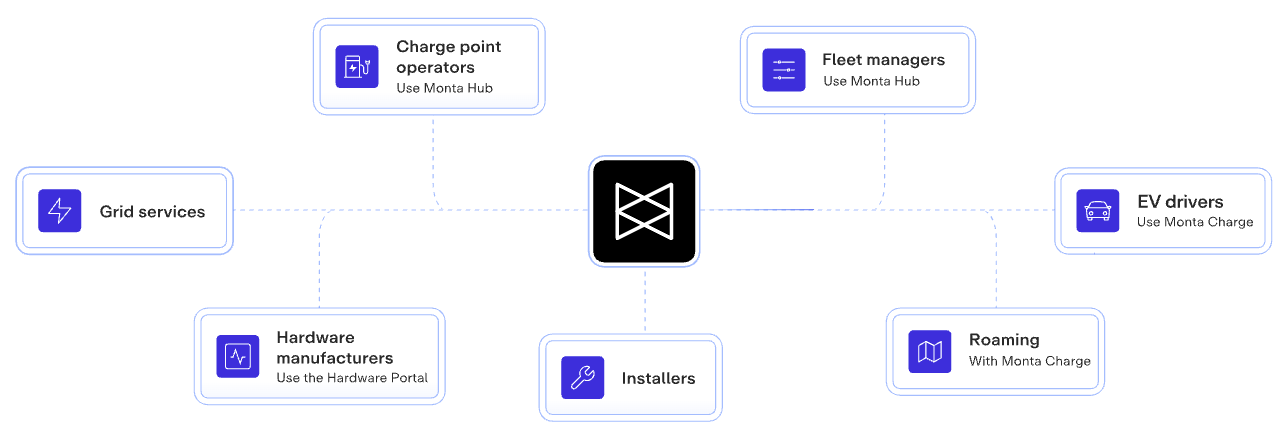 Charge point
operators
Use Monta Hub
Fleet managers
Use Monta Hub
Grid services
EV drivers
Use Monta Charge
Hardware
manufacturers
Use the Hardware Portal
Installers
Roaming
With Monta Charge